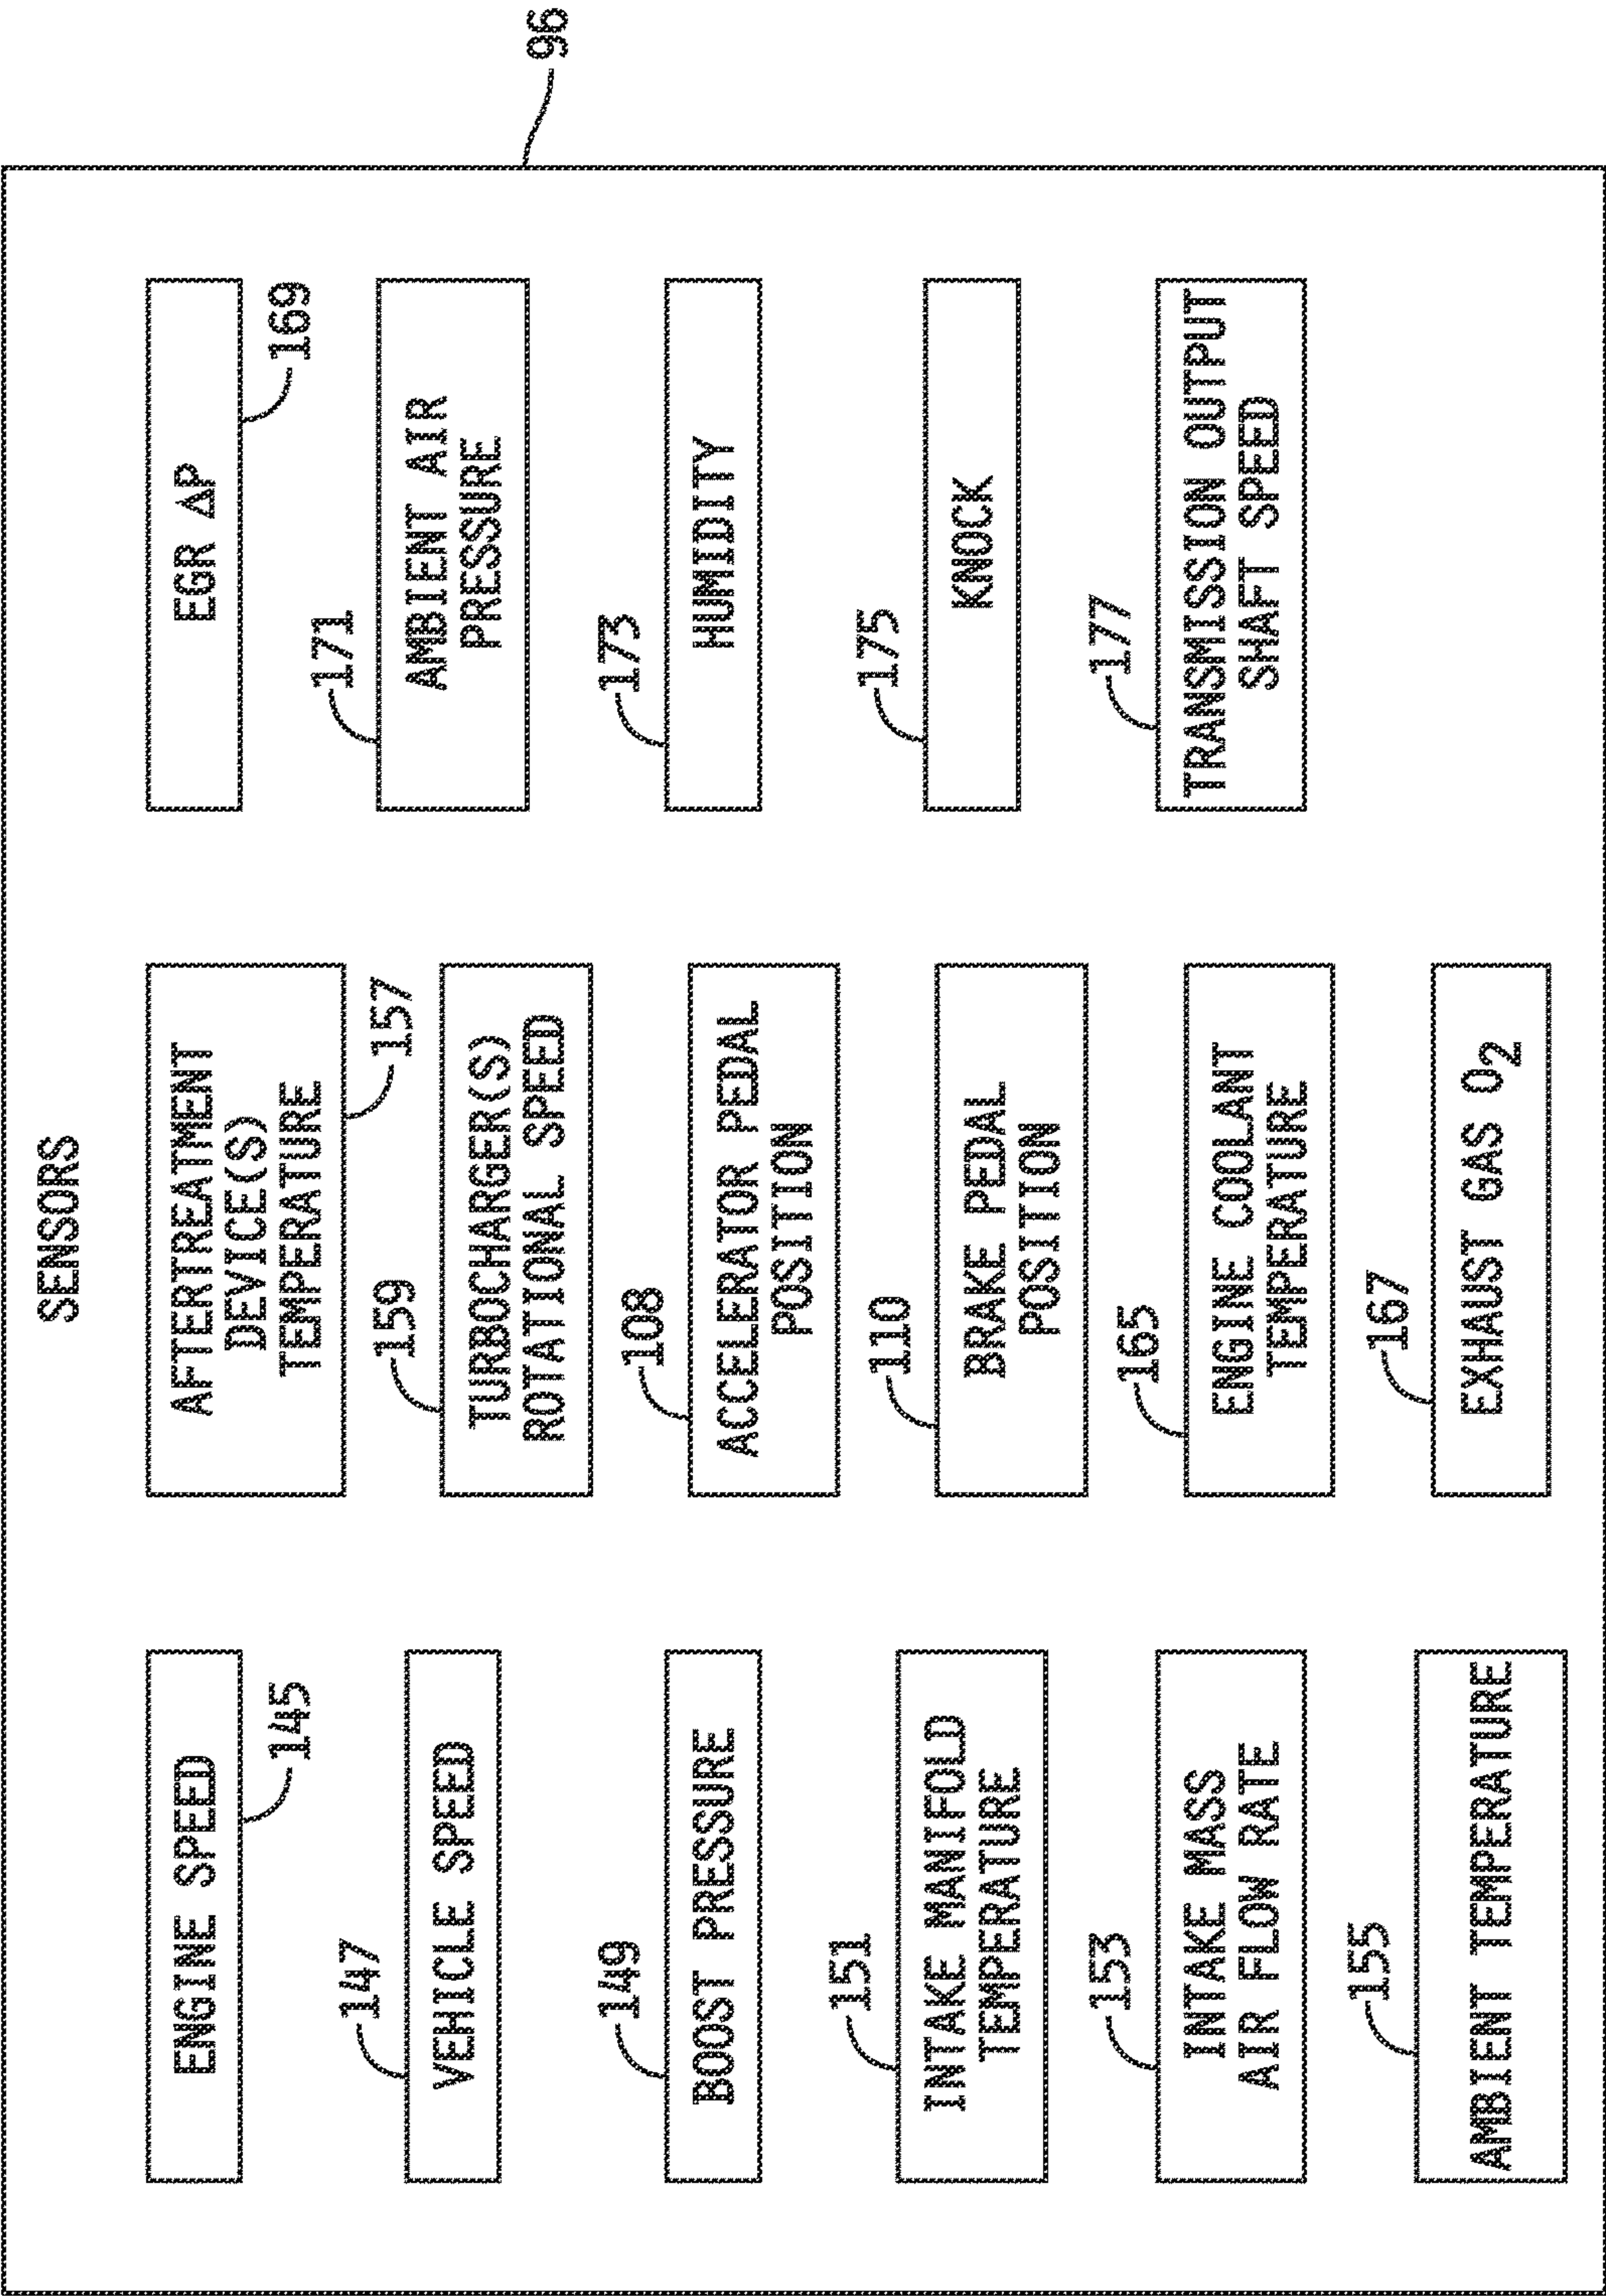 SENSORS
96
ENGINE SPEED
145
147
VEHICLE SPEED
149
BOOST PRESSURE
151
INTAKE MANIFOLD
TEMPERATURE
153
INTAKE MASS
AIR FLOW RATE
155
AMBIENT TEMPERATURE
AFTERTREATMENT
DEVICE(S)
TEMPERATURE
157
159
TURBOCHARGER(S)
ROTATIONAL SPEED
108
ACCELERATOR PEDAL
POSITION
110
BRAKE PEDAL
POSITION
165
ENGINE COOLANT
TEMPERATURE
167
EXHAUST GAS O2
EGR ΔP
169
171
AMBIENT AIR
PRESSURE
173
HUMIDITY
175
KNOCK
177
TRANSMISSION OUTPUT
SHAFT SPEED